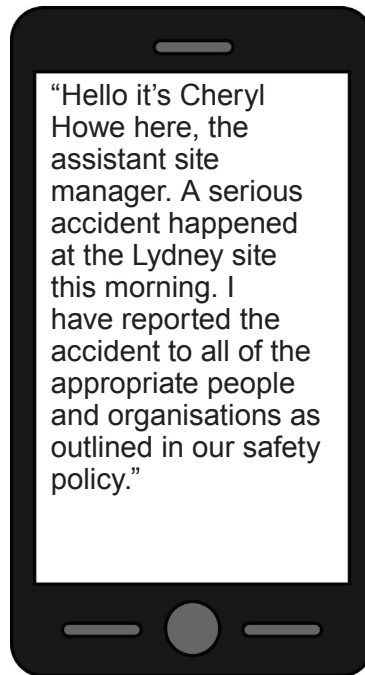 “Hello it’s Cheryl
Howe here, the
assistant site
manager. A serious
accident happened
at the Lydney site
this morning. I
have reported the
accident to all of the
appropriate people
and organisations as
outlined in our safety
policy.”